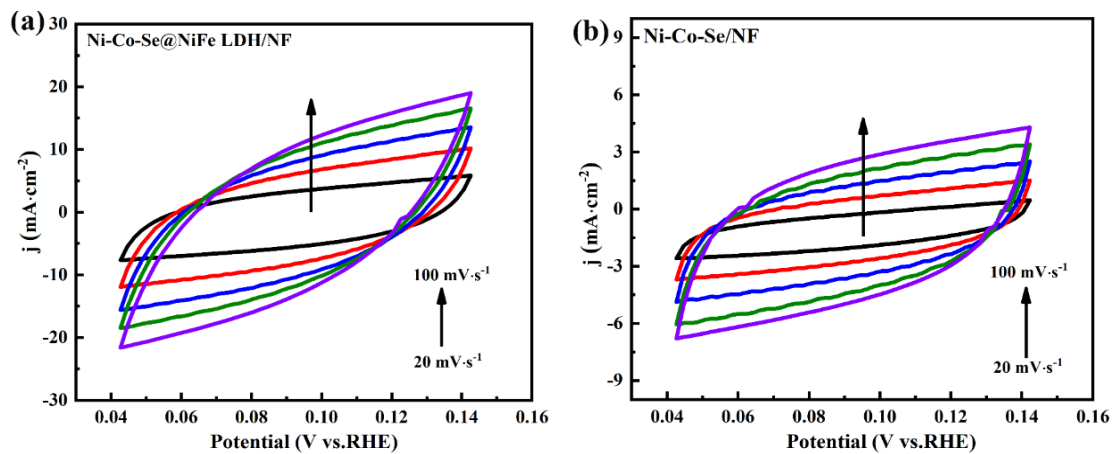 (a)
Ni-Co-Se@NiFe LDH/NF
30
20
10
0
-10
-20
-30
j (mA·cm-2)
100 mV·s-1
20 mV·s-1
0.04 0.06 0.08 0.10 0.12 0.14 0.16
Potential (V vs.RHE)
(b)
Ni-Co-Se/NF
9
6
3
0
-3
-6
-9
j (mA·cm-2)
100 mV·s-1
20 mV·s-1
0.04 0.06 0.08 0.10 0.12 0.14 0.16
Potential (V vs.RHE)